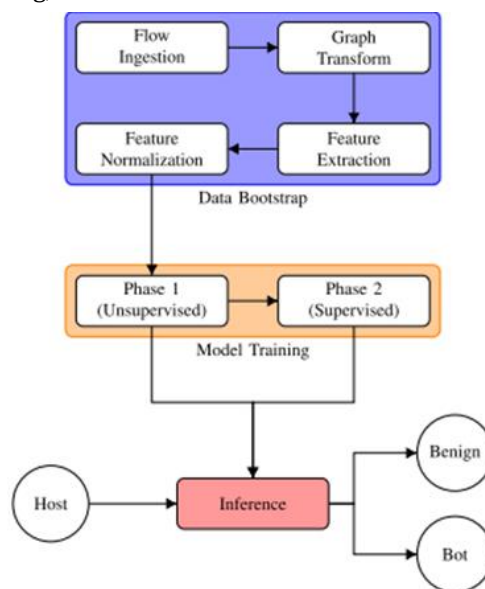 Flow
Ingestion
Graph
Transform
Feature
Normalization
Feature
Extraction
Data Bootstrap
Phase 1
(Unsupervised)
Phase 2
(Supervised)
Model Training
Benign
Host
Inference
Bot